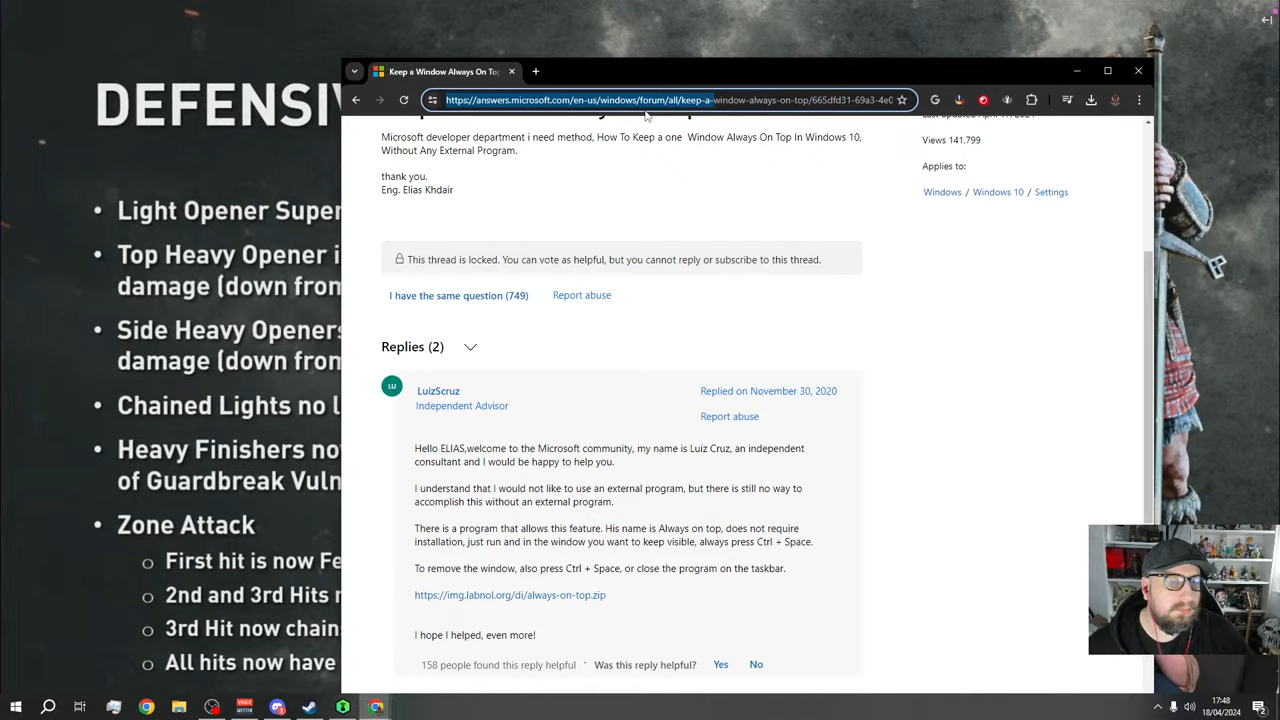 DEFENSI
• Light Opener Super
• Top Heavy Opener i
damage (down from
• Side Heavy Openers
damage (down from
• Chained Lights no l
• Heavy Finishers no
of Guardbreak Vuln
• Zone Attack
o First hit is now Fe
o 2nd and 3rd Hits
o 3rd Hit now chain
o All hits now have
Keep a Window Always On Top
https://answers.microsoft.com/en-us/windows/forum/all/keep-a-window-always-on-top/665dfd31-69a3-4e0
Microsoft developer department i need method, How To Keep a one Window Always On Top In Windows 10,
Without Any External Program.
thank you.
Eng. Elias Khdair
Views 141,799
Applies to:
Windows / Windows 10 / Settings
This thread is locked. You can vote as helpful, but you cannot reply or subscribe to this thread.
I have the same question (749) Report abuse
Replies (2)
LU
LuizScruz
Independent Advisor
Replied on November 30, 2020
Report abuse
Hello ELIAS,welcome to the Microsoft community, my name is Luiz Cruz, an independent
consultant and I would be happy to help you.
I understand that I would not like to use an external program, but there is still no way to
accomplish this without an external program.
There is a program that allows this feature. His name is Always on top, does not require
installation, just run and in the window you want to keep visible, always press Ctrl + Space.
To remove the window, also press Ctrl + Space, or close the program on the taskbar.
https://img.labnol.org/di/always-on-top.zip
I hope I helped, even more!
158 people found this reply helpful · Was this reply helpful? Yes No
17:48
18/04/2024